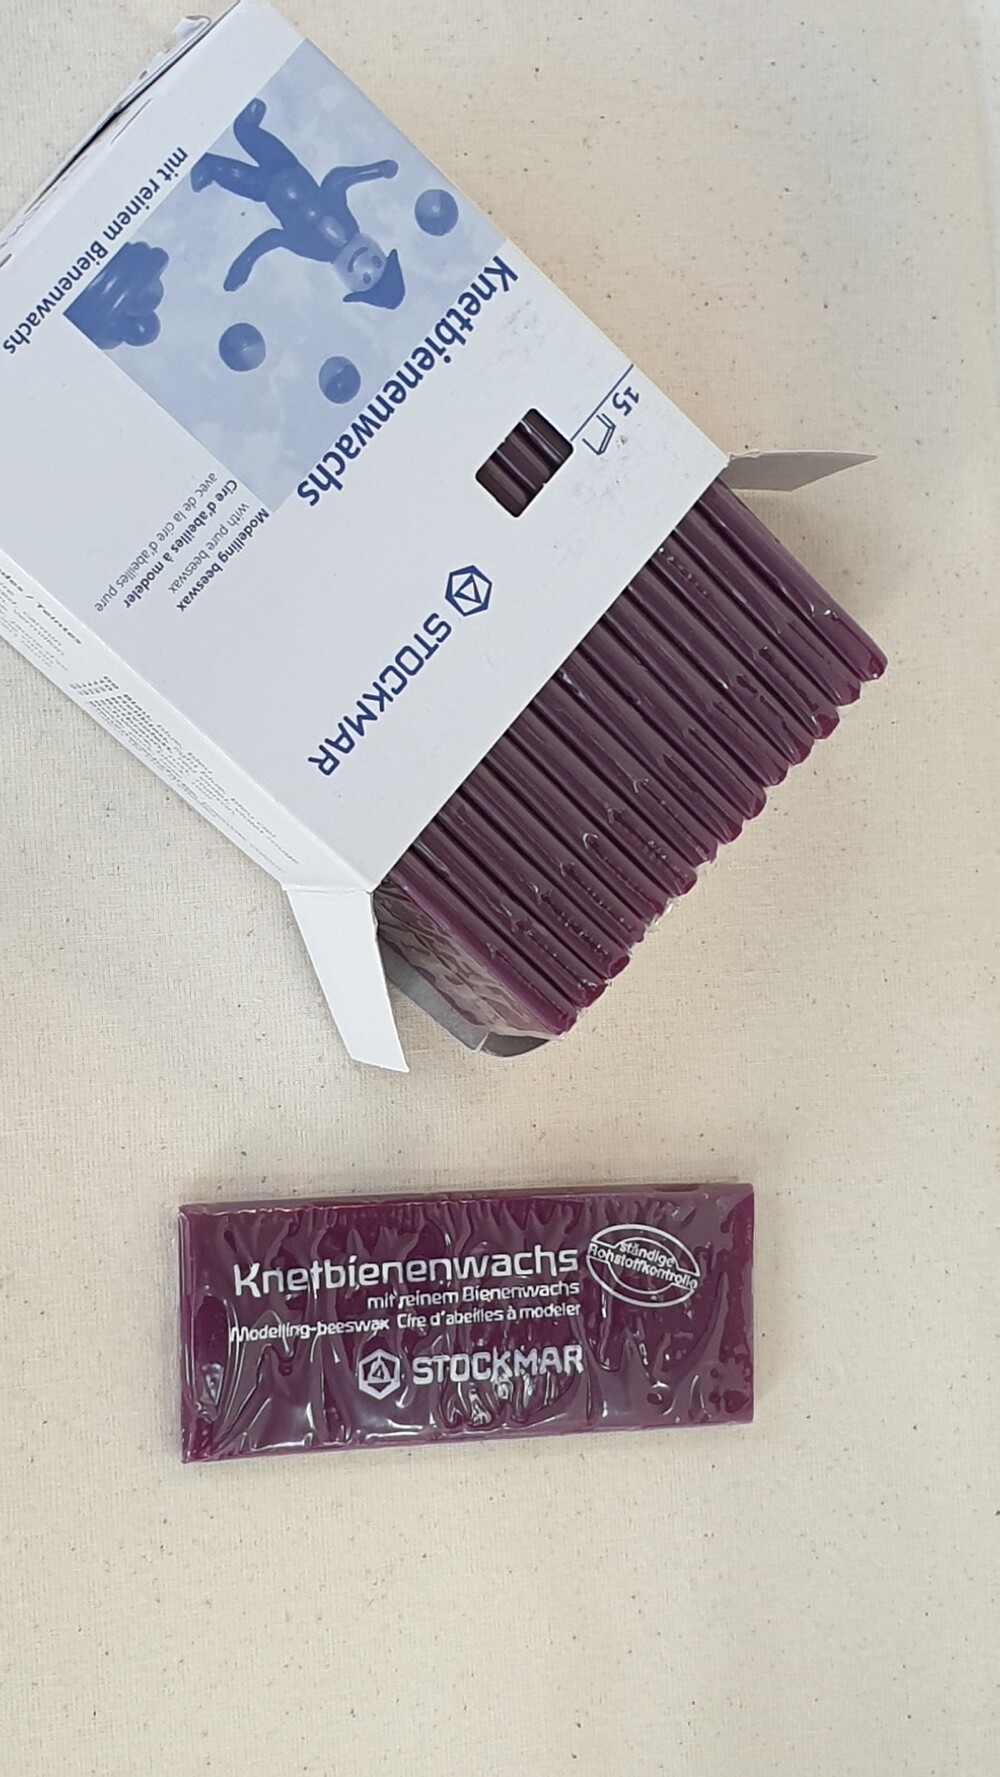 mit reinem Bienenwachs
Knetbienenwachs
15
Modelling beeswax
with pure beeswax
Cire d'abeilles à modeler
avec de la cire d'abeilles pure
STOCKMAR
Teintes
Knetbienenwachs
mit reinem Bienenwachs
Modelling-beeswax Cire d'abeilles à modeler
STOCKMAR
ständige
Rohstoffkontrolle